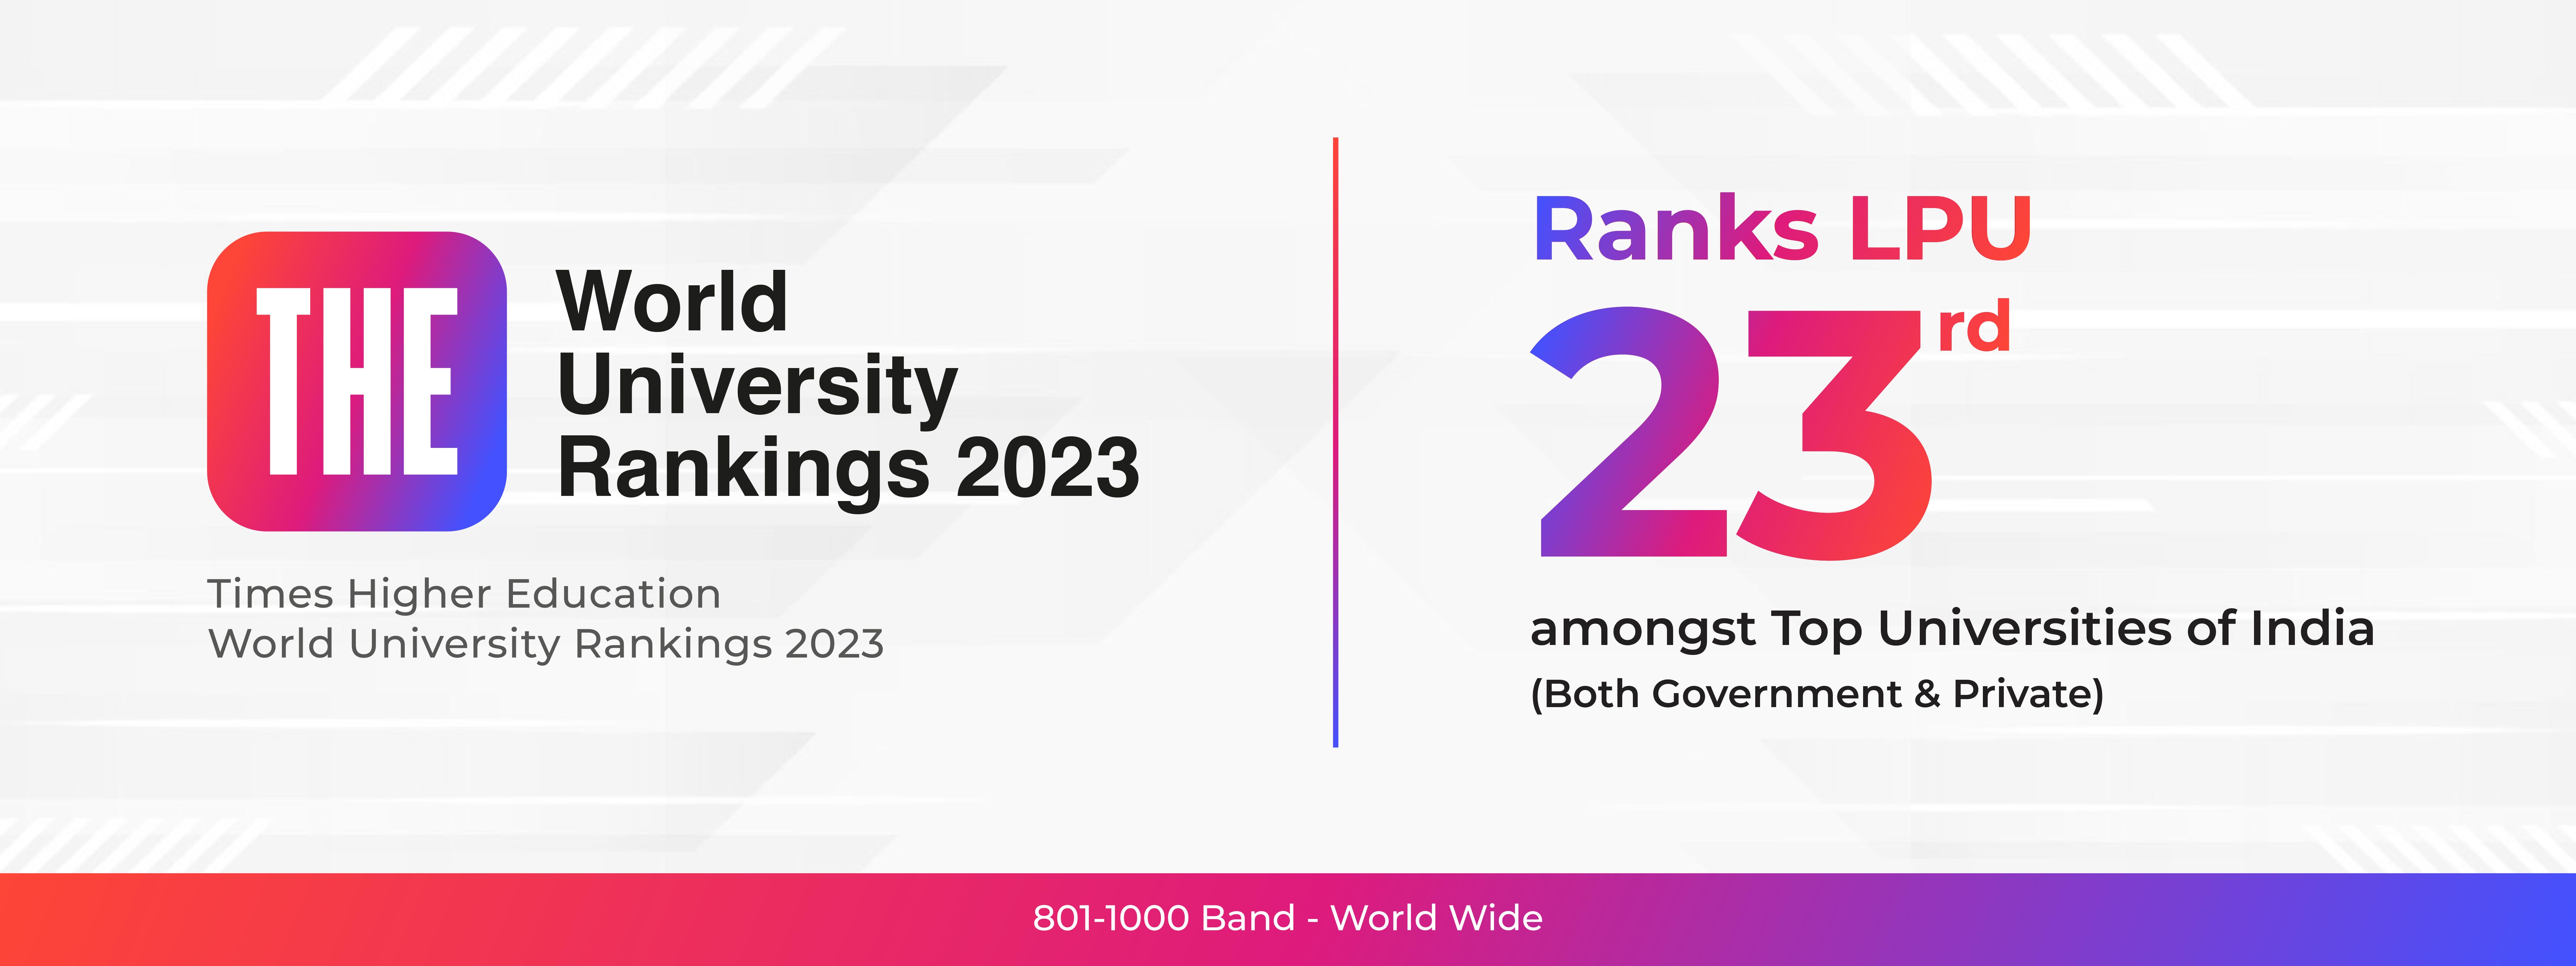 THE
World
University
Rankings 2023
Times Higher Education
World University Rankings 2023
Ranks LPU
23rd
amongst Top Universities of India
(Both Government & Private)
801-1000 Band - World Wide